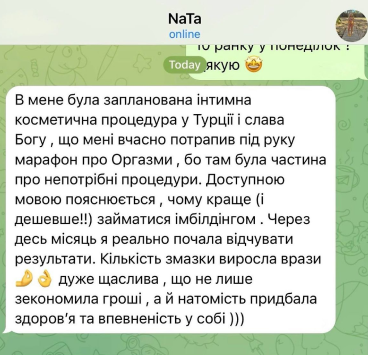 NaTa
online
10 ранку у понеділок !
Today
дякую 🤩
В мене була запланована інтимна
косметична процедура у Турції і слава
Богу , що мені вчасно потрапив під руку
марафон про Оргазми , бо там була частина
про непотрібні процедури. Доступною
мовою пояснюється , чому краще (і
дешевше!!) займатися імбілдінгом . Через
десь місяць я реально почала відчувати
результати. Кількість змазки виросла врази
🤌👌 дуже щаслива , що не лише
зекономила гроші , а й натомість придбала
здоров’я та впевненість у собі )))